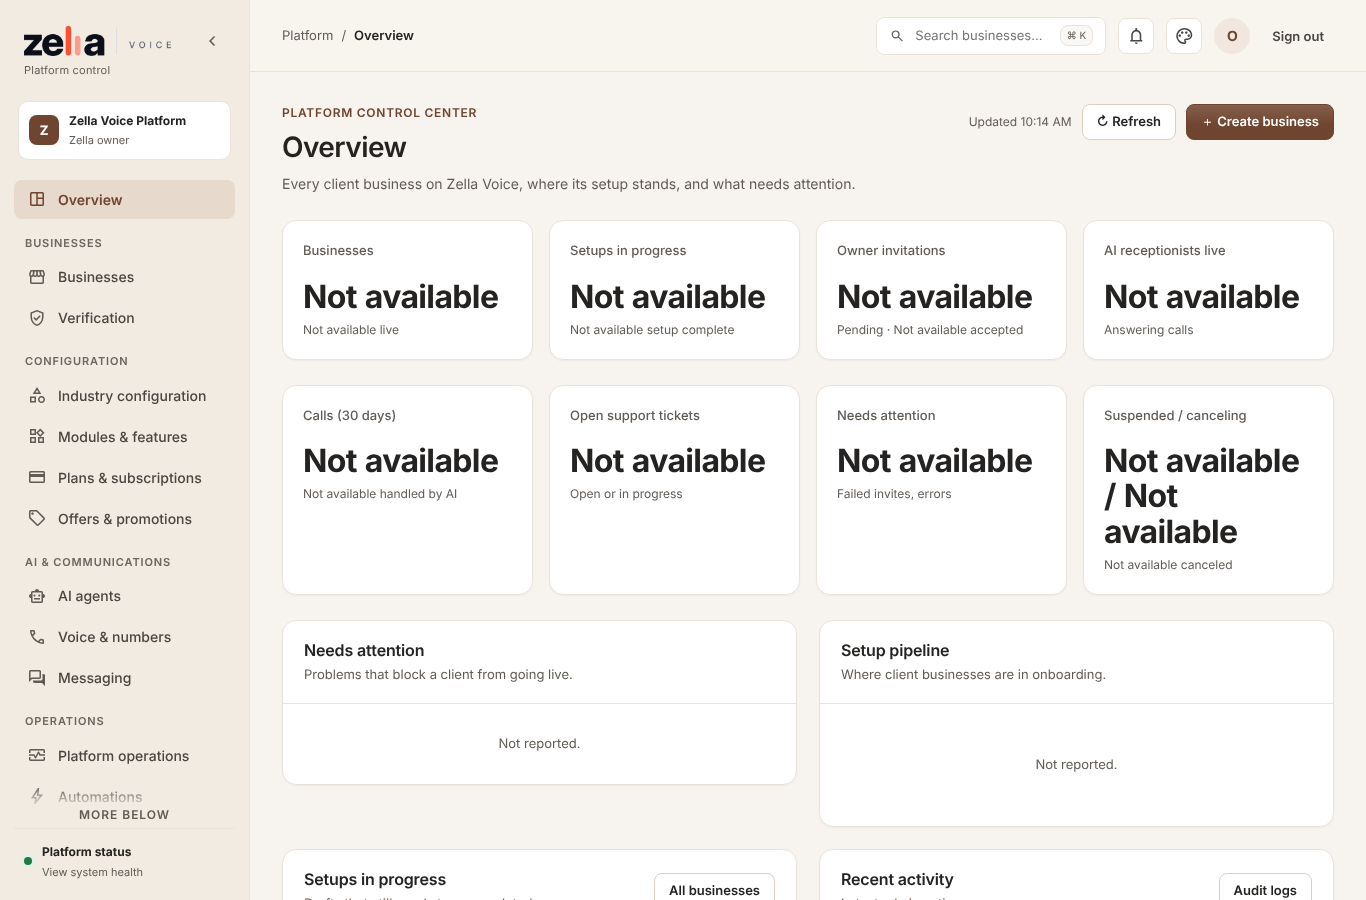 zella VOICE
Platform control
Z
Zella Voice Platform
Zella owner
Overview
BUSINESSES
Businesses
Verification
CONFIGURATION
Industry configuration
Modules & features
Plans & subscriptions
Offers & promotions
AI & COMMUNICATIONS
AI agents
Voice & numbers
Messaging
OPERATIONS
Platform operations
Automations
MORE BELOW
Platform status
View system health
Platform / Overview
Search businesses... ⌘ K
O
Sign out
PLATFORM CONTROL CENTER
Overview
Every client business on Zella Voice, where its setup stands, and what needs attention.
Updated 10:14 AM
↻ Refresh
+ Create business
Businesses
Not available
Not available live
Setups in progress
Not available
Not available setup complete
Owner invitations
Not available
Pending · Not available accepted
AI receptionists live
Not available
Answering calls
Calls (30 days)
Not available
Not available handled by AI
Open support tickets
Not available
Open or in progress
Needs attention
Not available
Failed invites, errors
Suspended / canceling
Not available
/ Not
available
Not available canceled
Needs attention
Problems that block a client from going live.
Not reported.
Setup pipeline
Where client businesses are in onboarding.
Not reported.
Setups in progress
All businesses
Recent activity
Audit logs